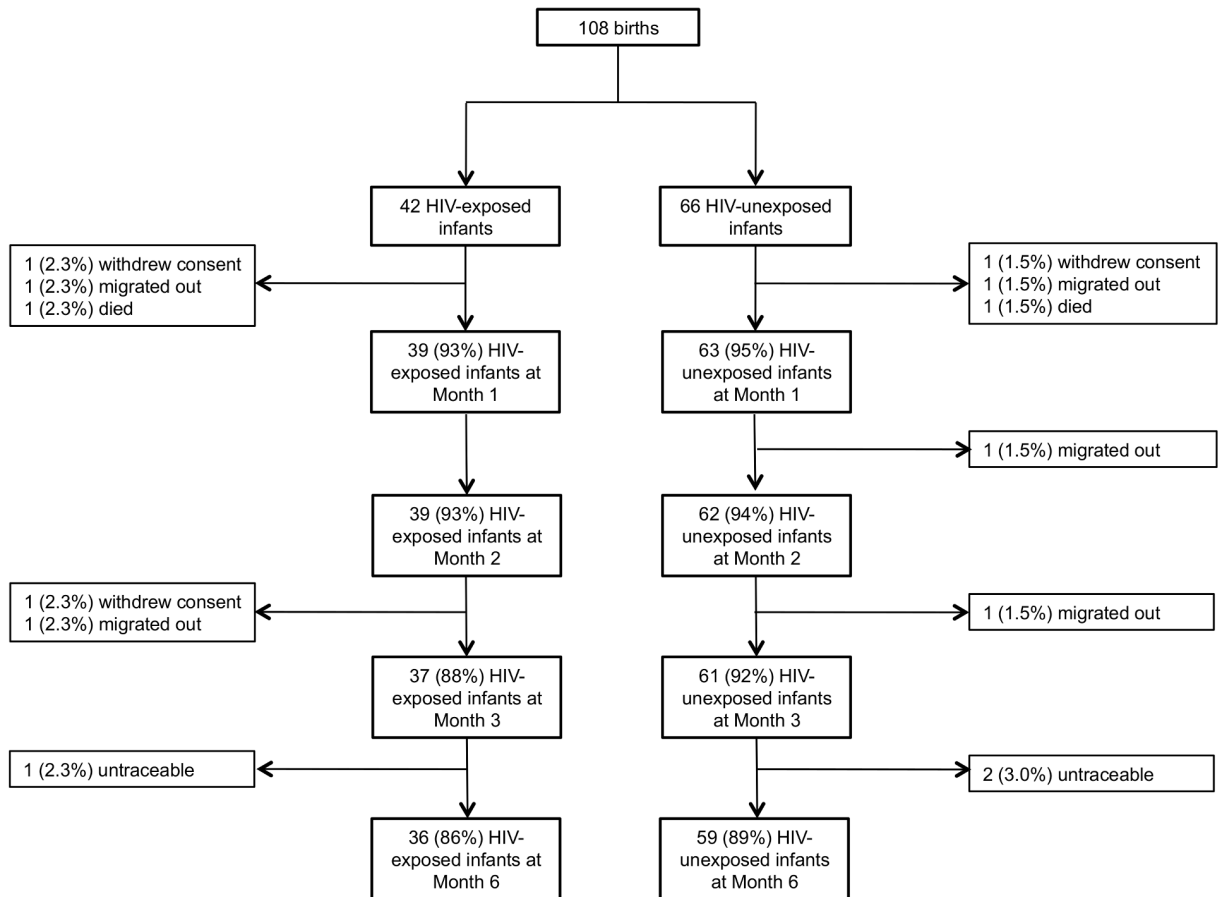 108 births
42 HIV-exposed
infants
66 HIV-unexposed
infants
1 (2.3%) withdrew consent
1 (2.3%) migrated out
1 (2.3%) died
1 (1.5%) withdrew consent
1 (1.5%) migrated out
1 (1.5%) died
39 (93%) HIV-
exposed infants at
Month 1
63 (95%) HIV-
unexposed infants
at Month 1
1 (1.5%) migrated out
39 (93%) HIV-
exposed infants at
Month 2
62 (94%) HIV-
unexposed infants
at Month 2
1 (2.3%) withdrew consent
1 (2.3%) migrated out
1 (1.5%) migrated out
37 (88%) HIV-
exposed infants at
Month 3
61 (92%) HIV-
unexposed infants
at Month 3
1 (2.3%) untraceable
2 (3.0%) untraceable
36 (86%) HIV-
exposed infants at
Month 6
59 (89%) HIV-
unexposed infants
at Month 6